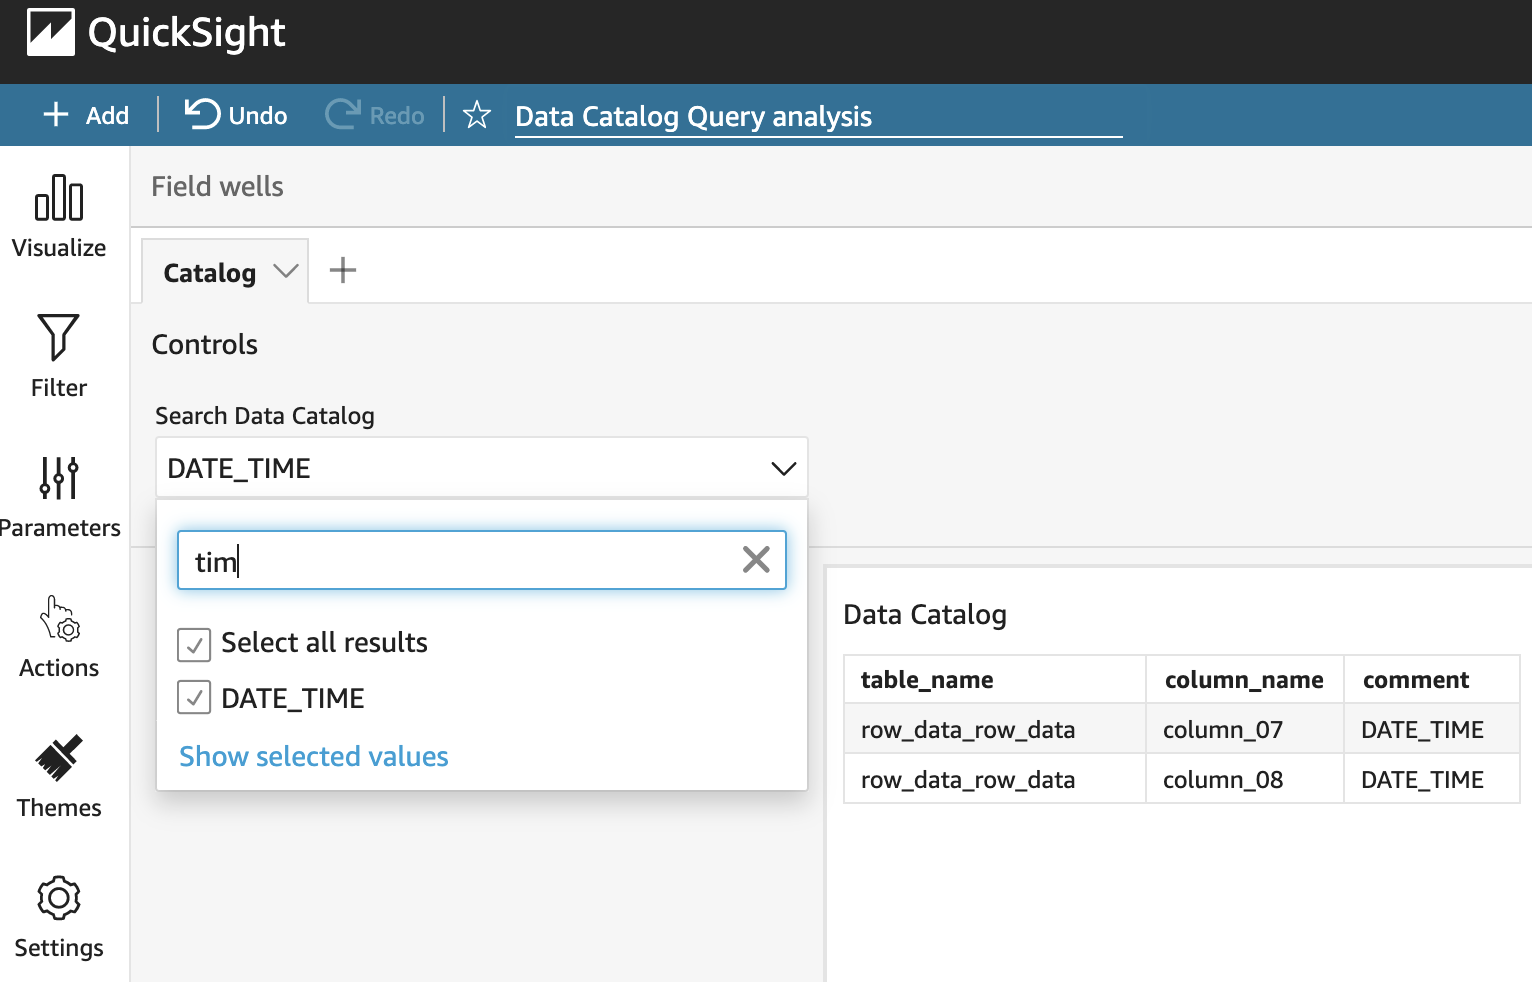 QuickSight
Add Undo Redo Data Catalog Query analysis
Visualize
Filter
Parameters
Actions
Themes
Settings
Field wells
Catalog
Controls
Search Data Catalog
DATE_TIME
tim
Select all results
DATE_TIME
Show selected values
Data Catalog
table_name column_name comment
row_data_row_data column_07 DATE_TIME
row_data_row_data column_08 DATE_TIME